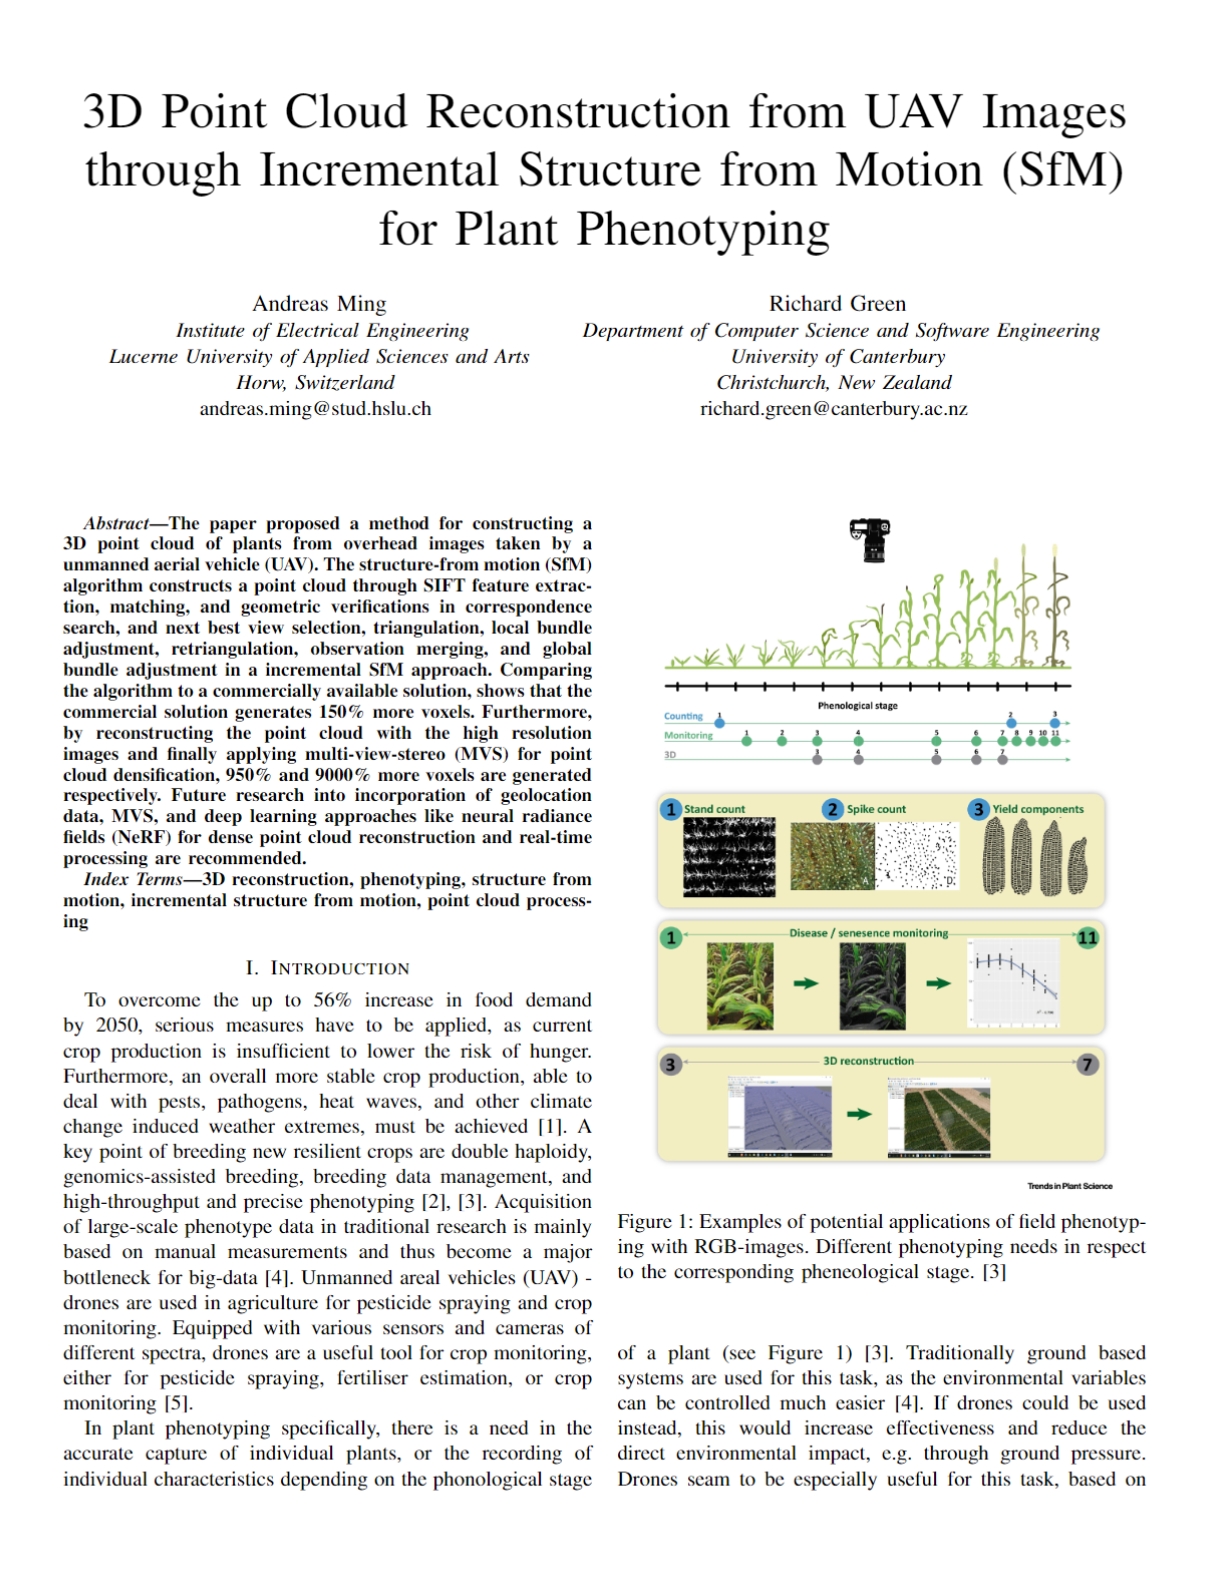 3D Point Cloud Reconstruction from UAV Images
through Incremental Structure from Motion (SfM)
for Plant Phenotyping
Andreas Ming
Institute of Electrical Engineering
Lucerne University of Applied Sciences and Arts
Horw, Switzerland
andreas.ming@stud.hslu.ch
Richard Green
Department of Computer Science and Software Engineering
University of Canterbury
Christchurch, New Zealand
richard.green@canterbury.ac.nz
Abstract—The paper proposed a method for constructing a
3D point cloud of plants from overhead images taken by a
unmanned aerial vehicle (UAV). The structure-from motion (SfM)
algorithm constructs a point cloud through SIFT feature extrac-
tion, matching, and geometric verifications in correspondence
search, and next best view selection, triangulation, local bundle
adjustment, retriangulation, observation merging, and global
bundle adjustment in a incremental SfM approach. Comparing
the algorithm to a commercially available solution, shows that the
commercial solution generates 150% more voxels. Furthermore,
by reconstructing the point cloud with the high resolution
images and finally applying multi-view-stereo (MVS) for point
cloud densification, 950% and 9000% more voxels are generated
respectively. Future research into incorporation of geolocation
data, MVS, and deep learning approaches like neural radiance
fields (NeRF) for dense point cloud reconstruction and real-time
processing are recommended.
Index Terms—3D reconstruction, phenotyping, structure from
motion, incremental structure from motion, point cloud process-
ing
I. INTRODUCTION
To overcome the up to 56% increase in food demand
by 2050, serious measures have to be applied, as current
crop production is insufficient to lower the risk of hunger.
Furthermore, an overall more stable crop production, able to
deal with pests, pathogens, heat waves, and other climate
change induced weather extremes, must be achieved [1]. A
key point of breeding new resilient crops are double haploidy,
genomics-assisted breeding, breeding data management, and
high-throughput and precise phenotyping [2], [3]. Acquisition
of large-scale phenotype data in traditional research is mainly
based on manual measurements and thus become a major
bottleneck for big-data [4]. Unmanned areal vehicles (UAV) -
drones are used in agriculture for pesticide spraying and crop
monitoring. Equipped with various sensors and cameras of
different spectra, drones are a useful tool for crop monitoring,
either for pesticide spraying, fertiliser estimation, or crop
monitoring [5].
In plant phenotyping specifically, there is a need in the
accurate capture of individual plants, or the recording of
individual characteristics depending on the phonological stage
Phenological stage
Counting 1 2 3
Monitoring 1 2 3 4 5 6 7 8 9 10 11
3D 3 4 5 6 7
1 Stand count
2 Spike count
3 Yield components
1 Disease / senesence monitoring 11
3 3D reconstruction 7
Trends in Plant Science
Figure 1: Examples of potential applications of field phenotyp-
ing with RGB-images. Different phenotyping needs in respect
to the corresponding pheneological stage. [3]
of a plant (see Figure 1) [3]. Traditionally ground based
systems are used for this task, as the environmental variables
can be controlled much easier [4]. If drones could be used
instead, this would increase effectiveness and reduce the
direct environmental impact, e.g. through ground pressure.
Drones seam to be especially useful for this task, based on